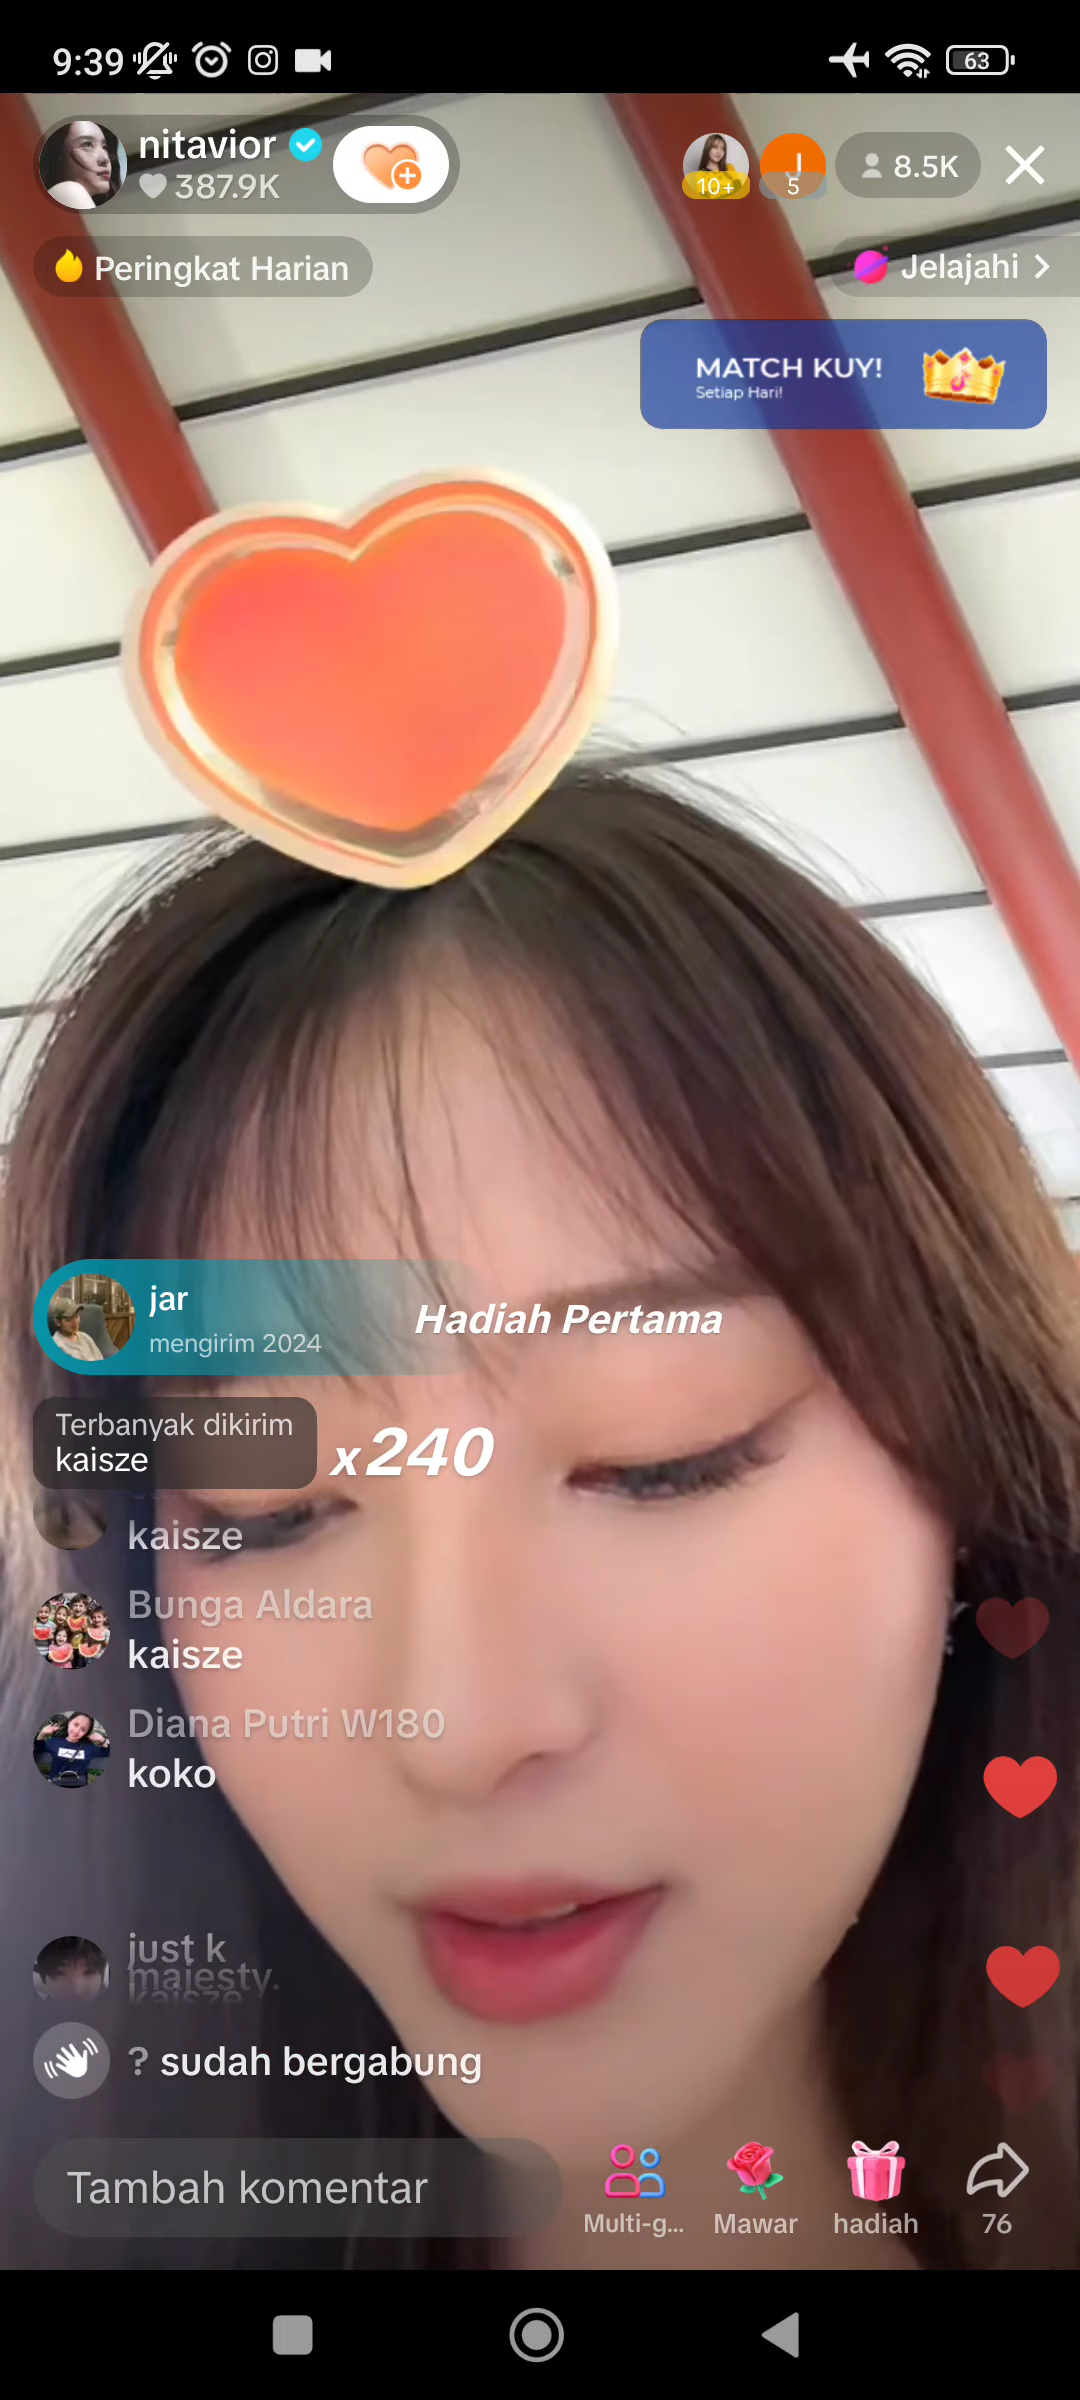 9:39
63
nitavior
387.9K
10+
J
5
8.5K
Peringkat Harian
Jelajahi
MATCH KUY!
Setiap Hari!
jar
mengirim 2024
Hadiah Pertama
Terbanyak dikirim
kaisze
x240
kaisze
Bunga Aldara
kaisze
Diana Putri W180
koko
just k
majesty.
kaisze
? sudah bergabung
Tambah komentar
Multi-g...
Mawar
hadiah
76